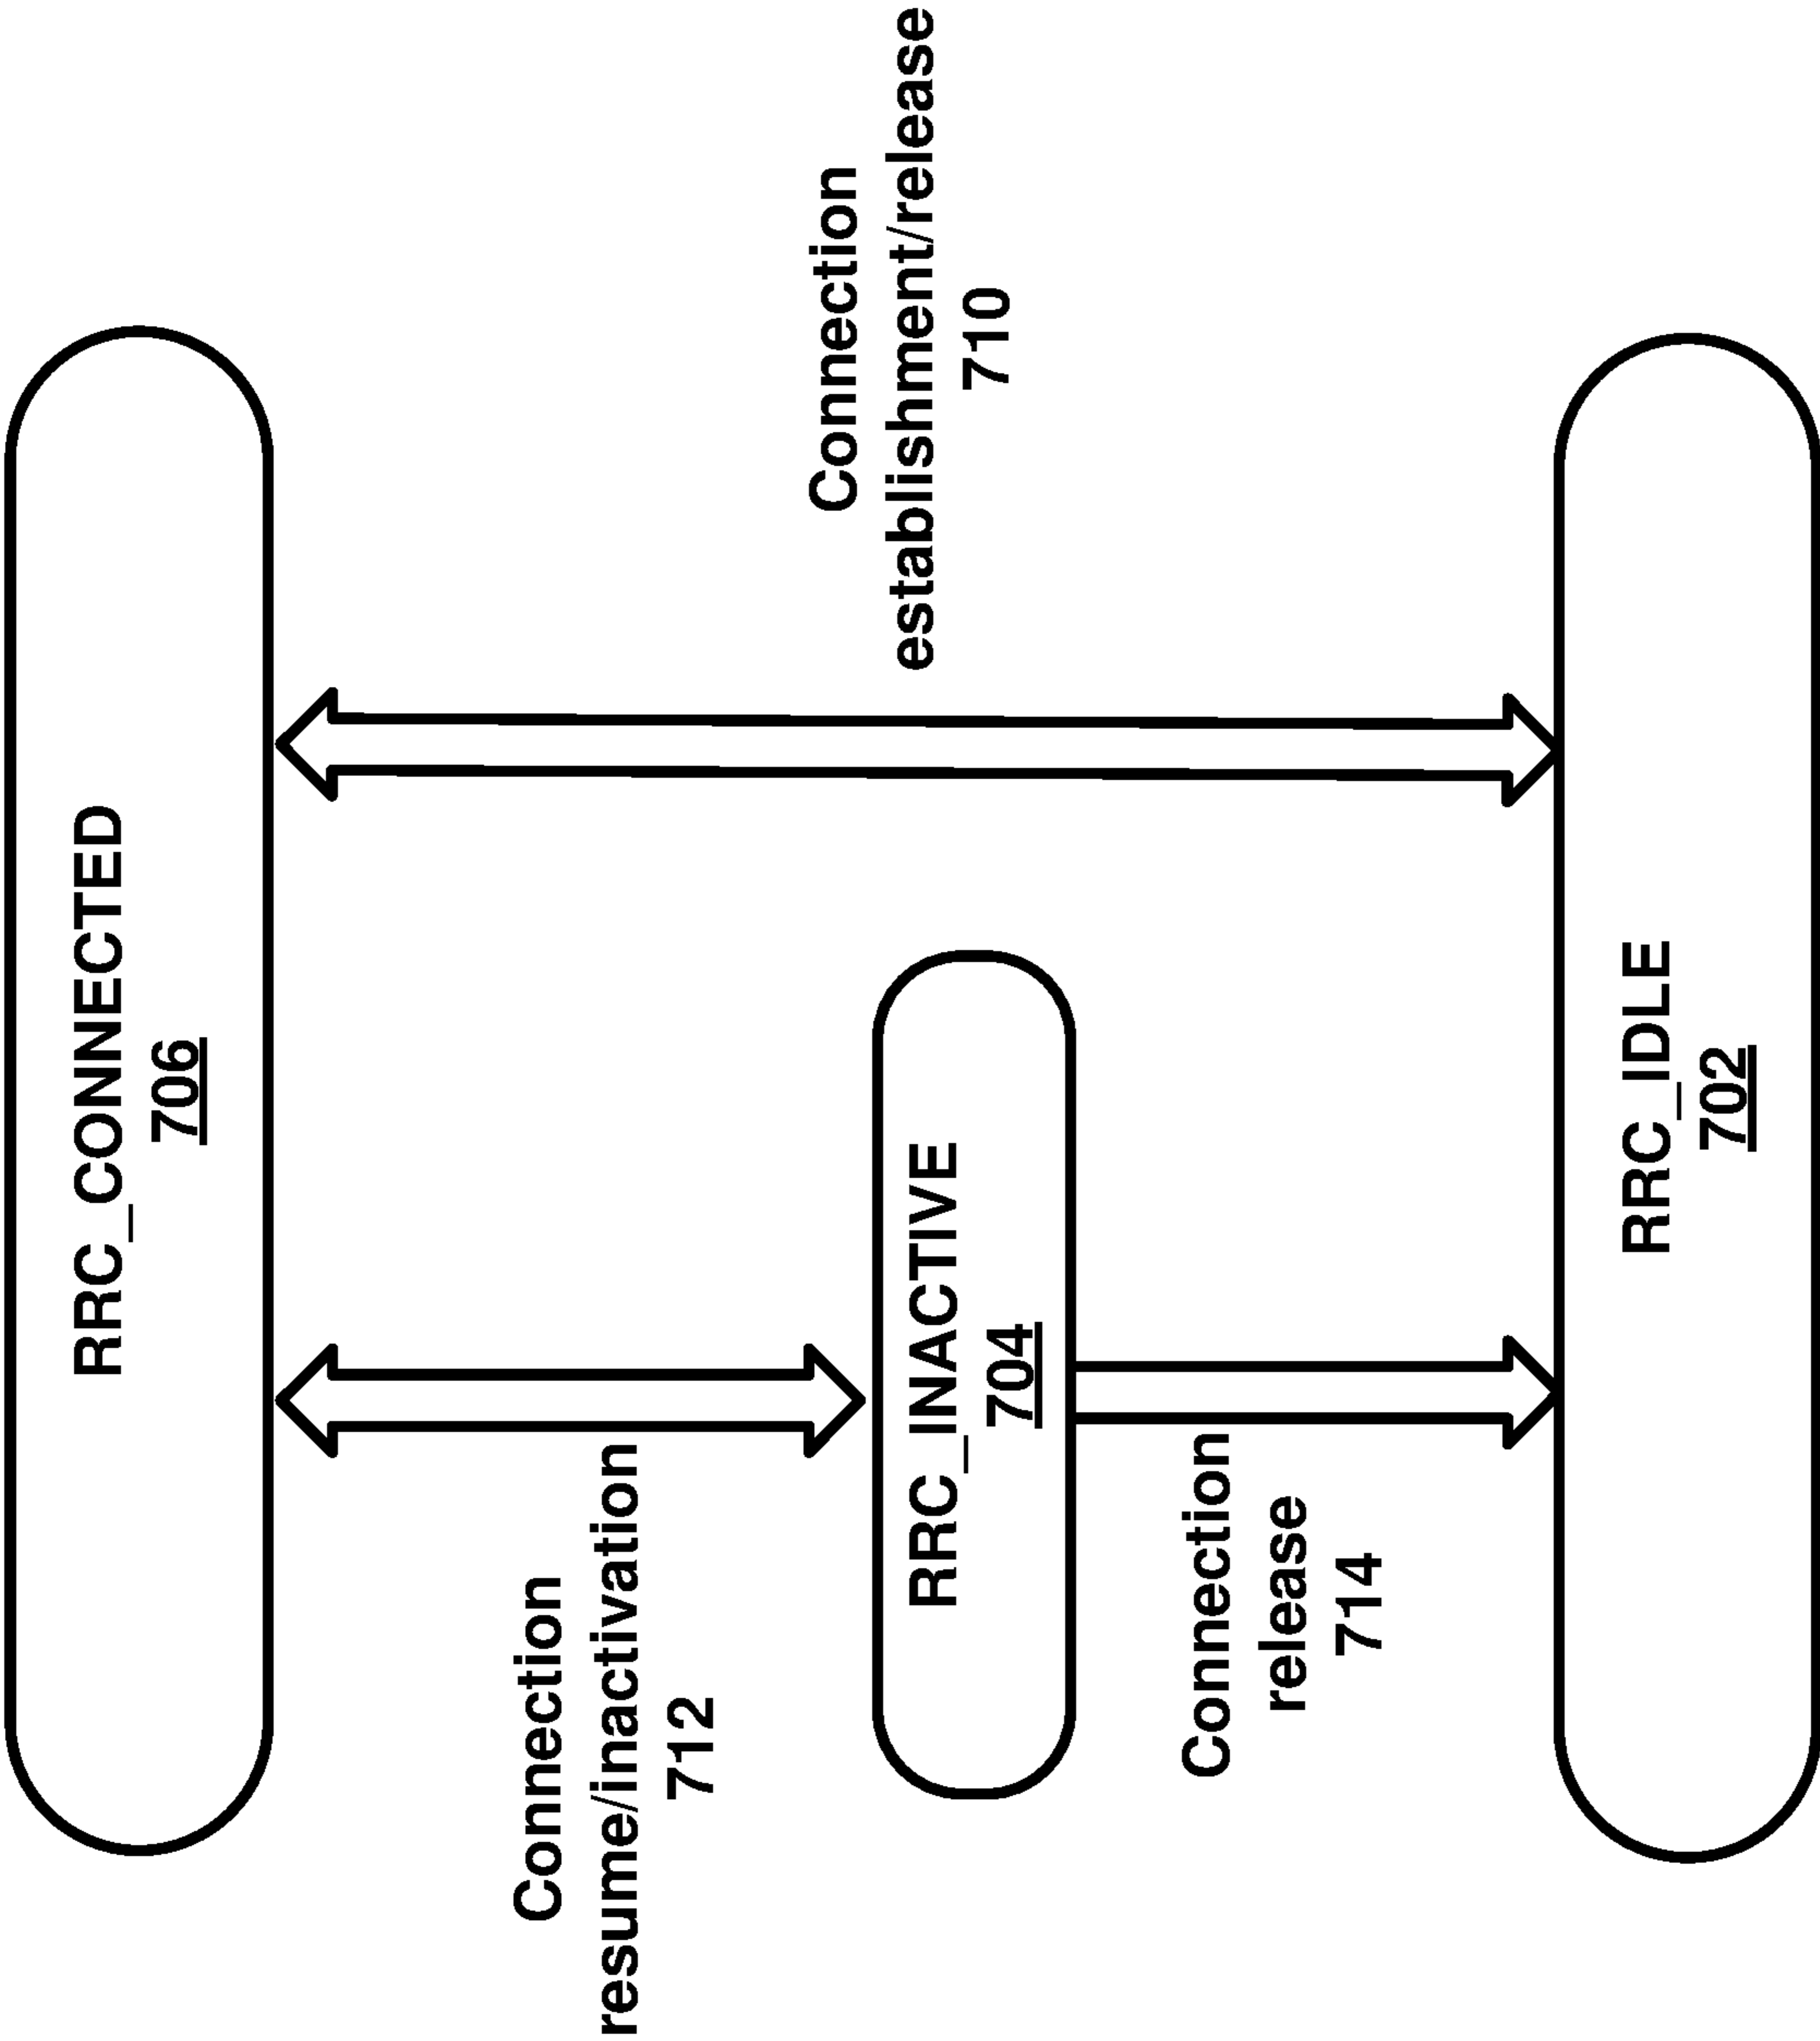 RRC_CONNECTED
706
Connection
resume/inactivation
712
Connection
establishment/release
710
RRC_INACTIVE
704
Connection
release
714
RRC_IDLE
702